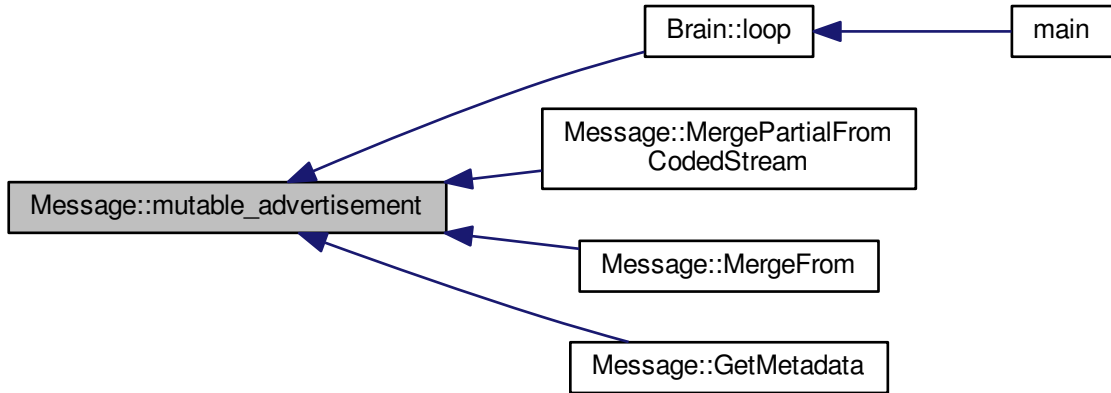 Brain::loop
main
Message::MergePartialFrom
CodedStream
Message::mutable_advertisement
Message::MergeFrom
Message::GetMetadata